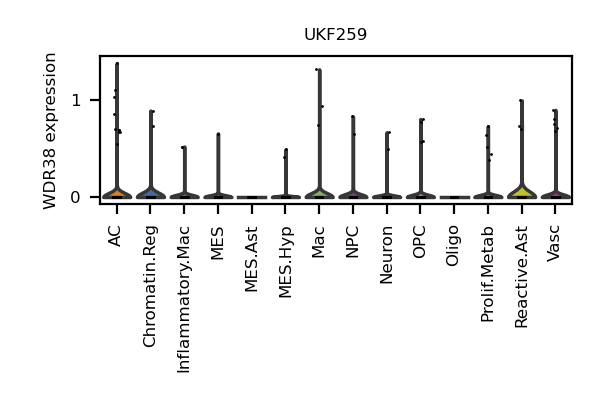 UKF259
WDR38 expression
1
0
AC
Chromatin.Reg
Inflammatory.Mac
MES
MES.Ast
MES.Hyp
Mac
NPC
Neuron
OPC
Oligo
Prolif.Metab
Reactive.Ast
Vasc